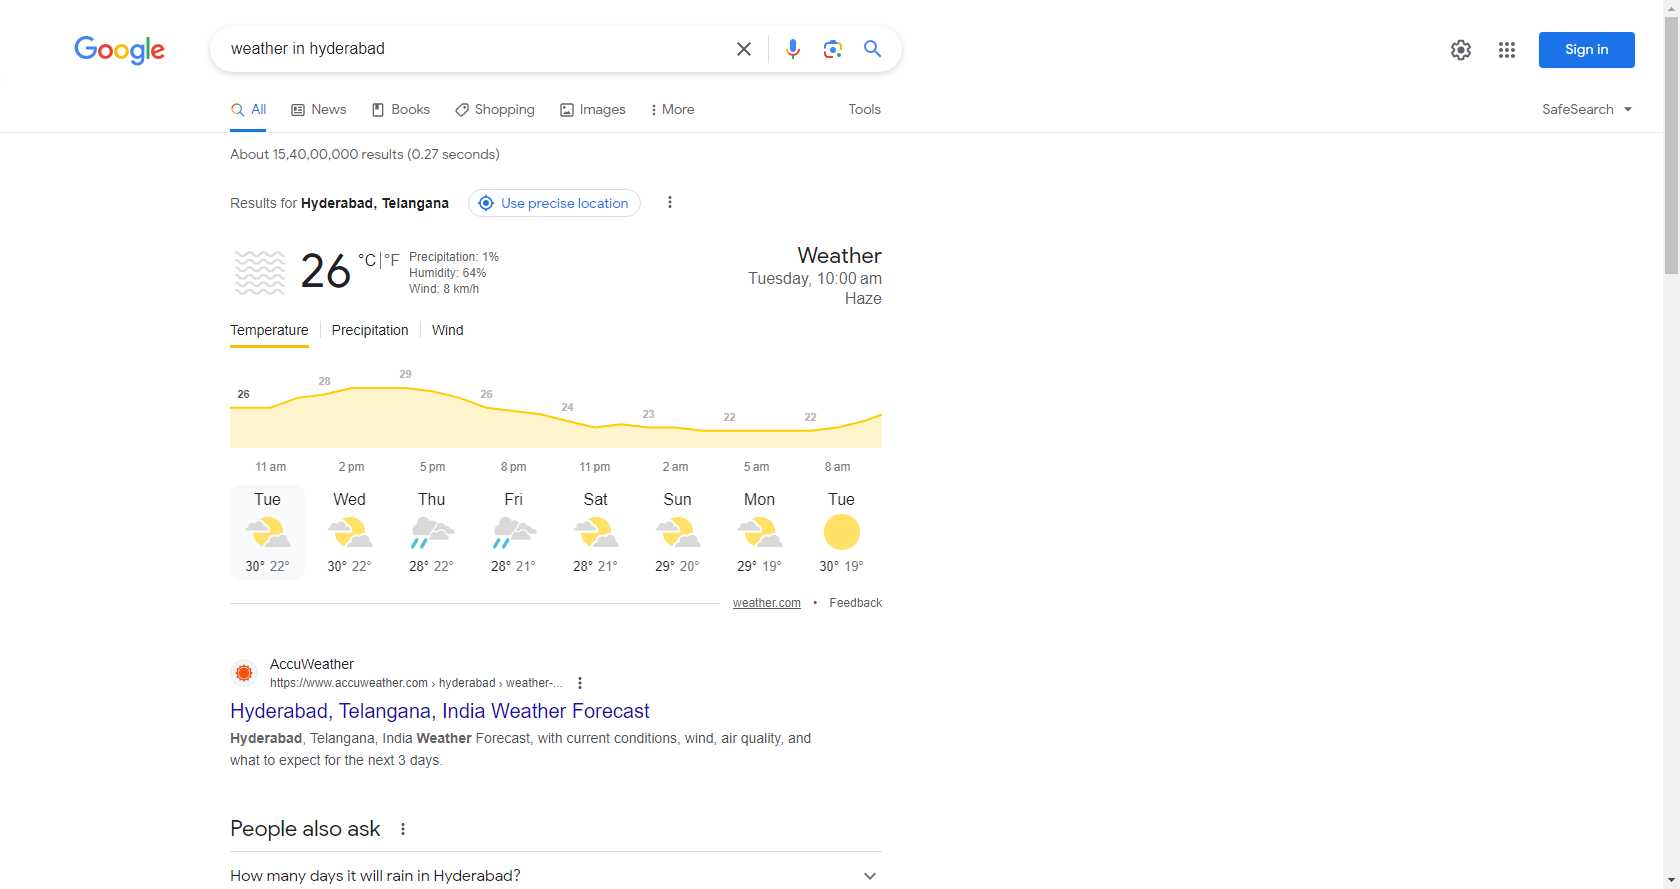 Google
weather in hyderabad
Sign in
All News Books Shopping Images More Tools SafeSearch
About 15,40,00,000 results (0.27 seconds)
Results for Hyderabad, Telangana Use precise location
26 °C|°F
Precipitation: 1%
Humidity: 64%
Wind: 8 km/h
Weather
Tuesday, 10:00 am
Haze
Temperature Precipitation Wind
26 28 29 26 24 23 22 22
11 am 2 pm 5 pm 8 pm 11 pm 2 am 5 am 8 am
Tue Wed Thu Fri Sat Sun Mon Tue
30° 22° 30° 22° 28° 22° 28° 21° 28° 21° 29° 20° 29° 19° 30° 19°
weather.com • Feedback
AccuWeather
https://www.accuweather.com › hyderabad › weather-...
Hyderabad, Telangana, India Weather Forecast
Hyderabad, Telangana, India Weather Forecast, with current conditions, wind, air quality, and
what to expect for the next 3 days.
People also ask
How many days it will rain in Hyderabad?